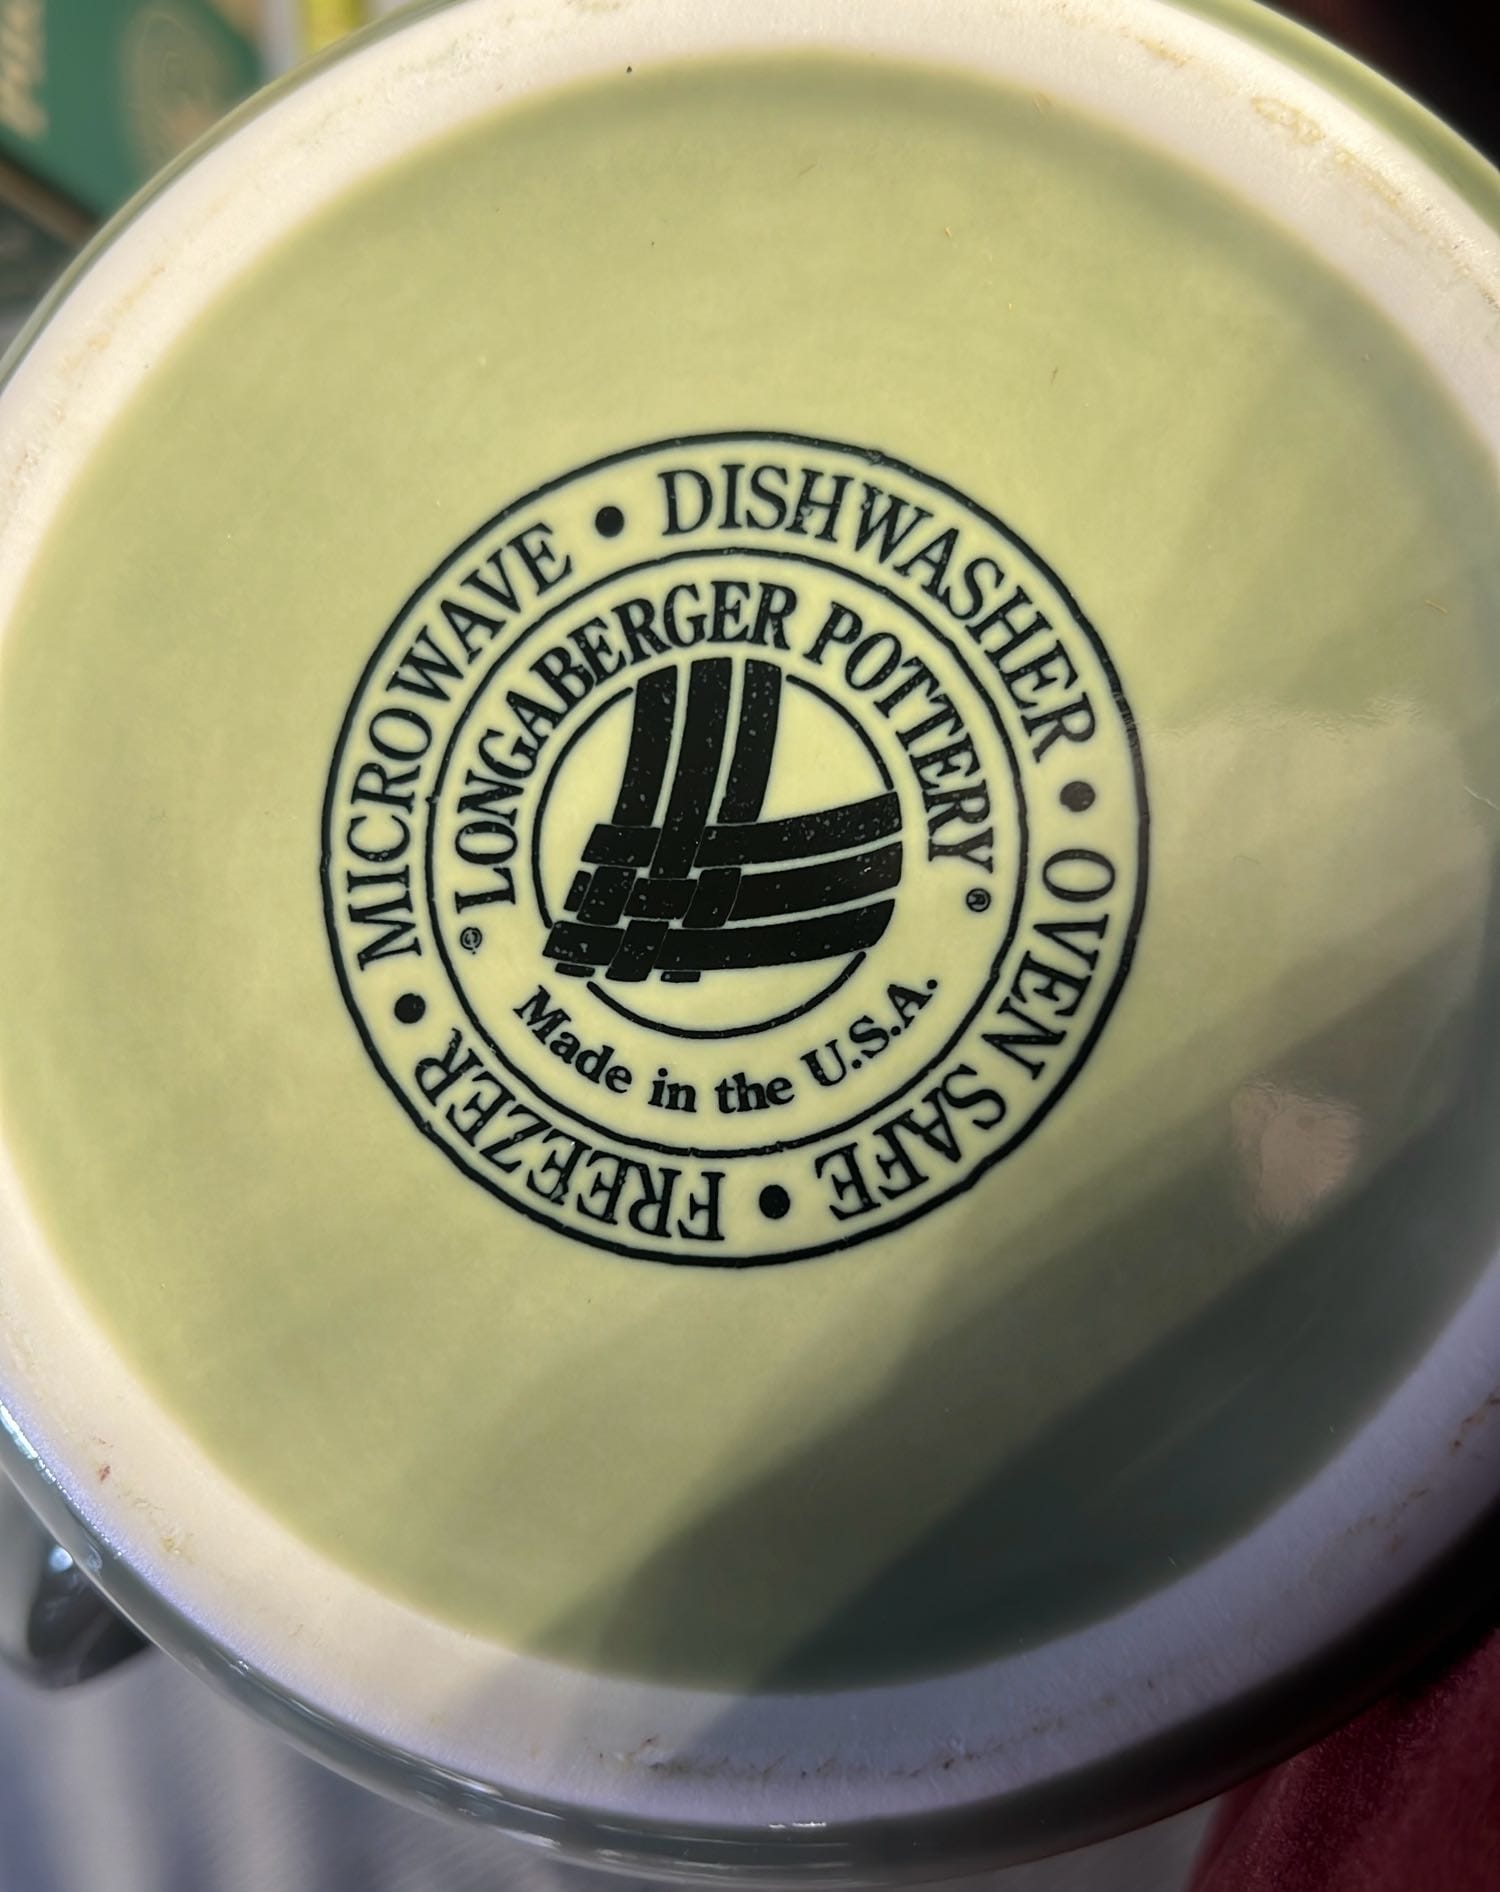 MICROWAVE • DISHWASHER • OVEN SAFE • FREEZER •
© LONGABERGER POTTERY ®
Made in the U.S.A.